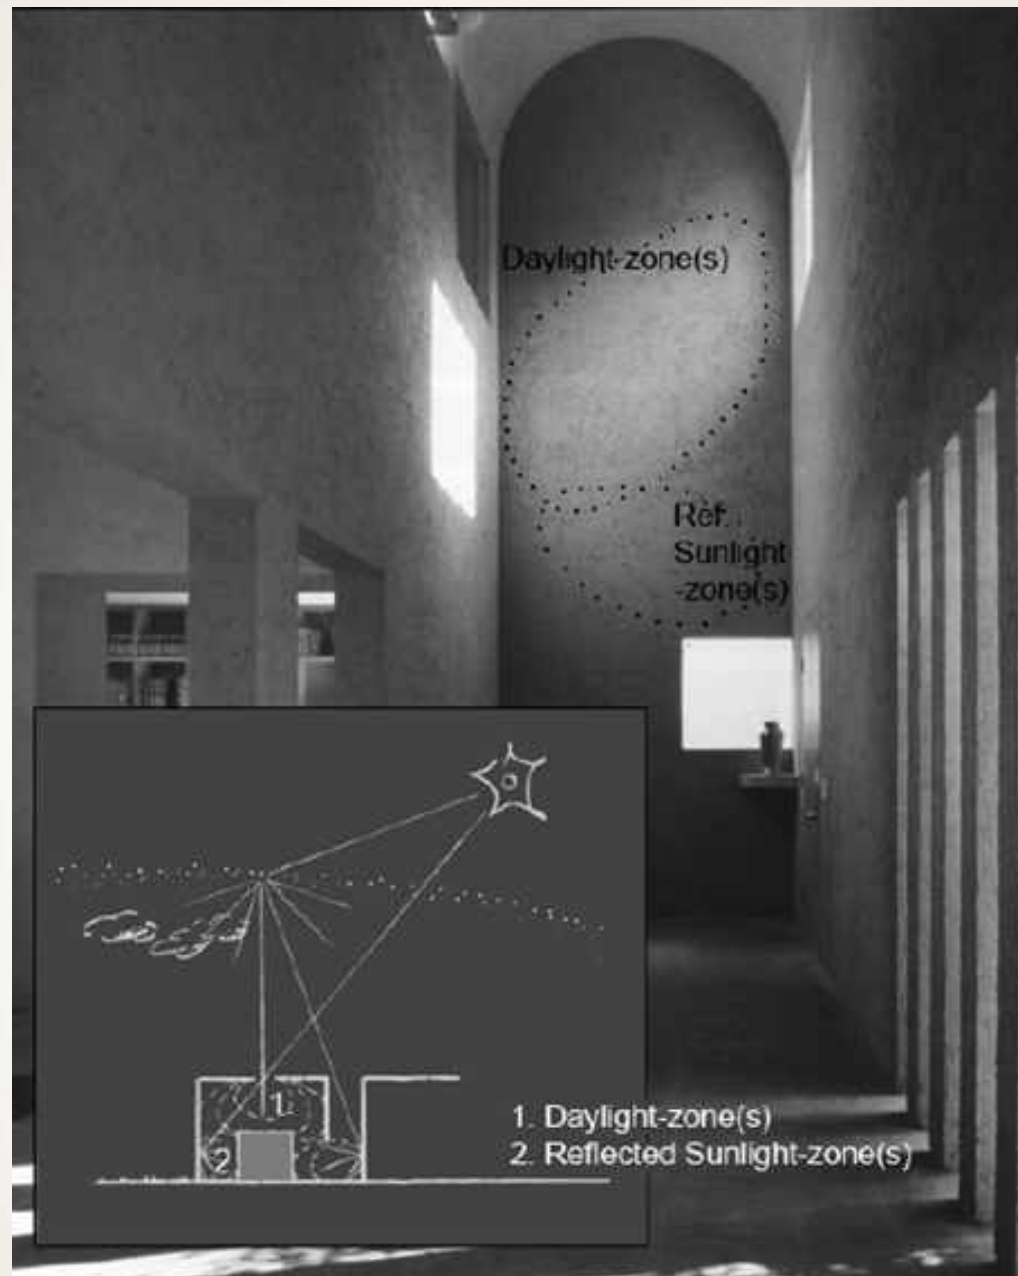 Daylight-zone(s)
Ref.
Sunlight
-zone(s)
1.
2
1. Daylight-zone(s)
2. Reflected Sunlight-zone(s)